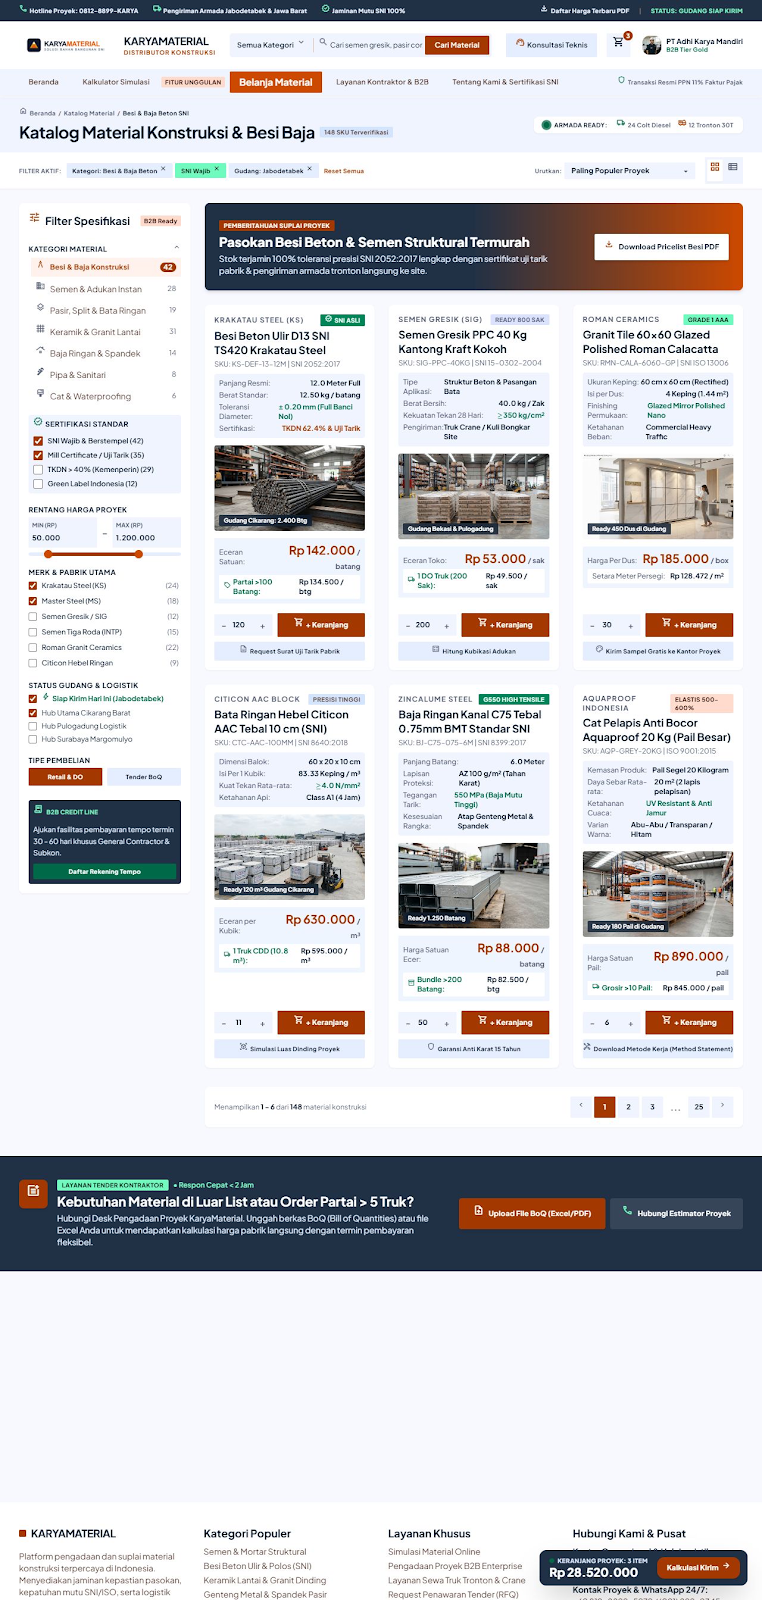 Hotline Proyek: 0812-8899-KARYA
Pengiriman Armada Jabodetabek & Jawa Barat
Jaminan Mutu SNI 100%
Daftar Harga Terbaru PDF
STATUS: GUDANG SIAP KIRIM
KARYAMATERIAL
KARYAMATERIAL
DISTRIBUTOR KONSTRUKSI
Semua Kategori
Cari semen gresik, pasir cor
Cari Material
Konsultasi Teknis
3
PT Adhi Karya Mandiri
B2B Tier Gold
Beranda
Kalkulator Simulasi
FITUR UNGGULAN
Belanja Material
Layanan Kontraktor & B2B
Tentang Kami & Sertifikasi SNI
Transaksi Resmi PPN 11% Faktur Pajak
Beranda / Katalog Material / Besi & Baja Beton SNI
Katalog Material Konstruksi & Besi Baja
148 SKU Terverifikasi
ARMADA READY:
24 Colt Diesel
12 Tronton 30T
FILTER AKTIF:
Kategori: Besi & Baja Beton ×
SNI Wajib ×
Gudang: Jabodetabek ×
Reset Semua
Urutkan:
Paling Populer Proyek
Filter Spesifikasi
B2B Ready
KATEGORI MATERIAL
Besi & Baja Konstruksi 42
Semen & Adukan Instan 28
Pasir, Split & Bata Ringan 19
Keramik & Granit Lantai 31
Baja Ringan & Spandek 14
Pipa & Sanitari 8
Cat & Waterproofing 6
SERTIFIKASI STANDAR
SNI Wajib & Berstempel (42)
Mill Certificate / Uji Tarik (35)
TKDN > 40% (Kemenperin) (29)
Green Label Indonesia (12)
RENTANG HARGA PROYEK
MIN (RP)
50.000
–
MAX (RP)
1.200.000
MERK & PABRIK UTAMA
Krakatau Steel (KS) (24)
Master Steel (MS) (18)
Semen Gresik / SIG (12)
Semen Tiga Roda (INTP) (15)
Roman Granit Ceramics (22)
Citicon Hebel Ringan (9)
STATUS GUDANG & LOGISTIK
Siap Kirim Hari Ini (Jabodetabek)
Hub Utama Cikarang Barat
Hub Pulogadung Logistik
Hub Surabaya Margomulyo
TIPE PEMBELIAN
Retail & DO
Tender BoQ
B2B CREDIT LINE
Ajukan fasilitas pembayaran tempo termin
30 - 60 hari khusus General Contractor &
Subkon.
Daftar Rekening Tempo
PEMBERITAHUAN SUPLAI PROYEK
Pasokan Besi Beton & Semen Struktural Termurah
Stok terjamin 100% toleransi presisi SNI 2052:2017 lengkap dengan sertifikat uji tarik
pabrik & pengiriman armada tronton langsung ke site.
Download Pricelist Besi PDF
KRAKATAU STEEL (KS)
SNI ASLI
Besi Beton Ulir D13 SNI
TS420 Krakatau Steel
SKU: KS-DEF-13-12M | SNI 2052:2017
Panjang Resmi: 12.0 Meter Full
Berat Standar: 12.50 kg / batang
Toleransi Diameter: ± 0.20 mm (Full Banci Nol)
Sertifikasi: TKDN 62.4% & Uji Tarik
Gudang Cikarang: 2.400 Btg
Eceran Satuan: Rp 142.000 / batang
Partai >100 Batang: Rp 134.500 / btg
− 120 +
+ Keranjang
Request Surat Uji Tarik Pabrik
SEMEN GRESIK (SIG)
READY 800 SAK
Semen Gresik PPC 40 Kg
Kantong Kraft Kokoh
SKU: SIG-PPC-40KG | SNI 15-0302-2004
Tipe Aplikasi: Struktur Beton & Pasangan Bata
Berat Bersih: 40.0 kg / Zak
Kekuatan Tekan 28 Hari: ≥ 350 kg/cm²
Pengiriman: Truk Crane / Kuli Bongkar Site
Gudang Bekasi & Pulogadung
Eceran Toko: Rp 53.000 / sak
1 DO Truk (200 Sak): Rp 49.500 / sak
− 200 +
+ Keranjang
Hitung Kubikasi Adukan
ROMAN CERAMICS
GRADE 1 AAA
Granit Tile 60x60 Glazed
Polished Roman Calacatta
SKU: RMN-CALA-6060-GP | SNI ISO 13006
Ukuran Keping: 60 cm x 60 cm (Rectified)
Isi per Dus: 4 Keping (1.44 m²)
Finishing Permukaan: Glazed Mirror Polished Nano
Ketahanan Beban: Commercial Heavy Traffic
Ready 450 Dus di Gudang
Harga Per Dus: Rp 185.000 / box
Setara Meter Persegi: Rp 128.472 / m²
− 30 +
+ Keranjang
Kirim Sampel Gratis ke Kantor Proyek
CITICON AAC BLOCK
PRESISI TINGGI
Bata Ringan Hebel Citicon
AAC Tebal 10 cm (SNI)
SKU: CTC-AAC-100MM | SNI 8640:2018
Dimensi Balok: 60 x 20 x 10 cm
Isi Per 1 Kubik: 83.33 Keping / m³
Kuat Tekan Rata-rata: ≥ 4.0 N/mm²
Ketahanan Api: Class A1 (4 Jam)
Ready 120 m³ Gudang Cikarang
Eceran per Kubik: Rp 630.000 / m³
1 Truk CDD (10.8 m³): Rp 595.000 / m³
− 11 +
+ Keranjang
Simulasi Luas Dinding Proyek
ZINCALUME STEEL
G550 HIGH TENSILE
Baja Ringan Kanal C75 Tebal
0.75mm BMT Standar SNI
SKU: BI-C75-075-6M | SNI 8399:2017
Panjang Batang: 6.0 Meter
Lapisan Proteksi: AZ 100 g/m² (Tahan Karat)
Tegangan Tarik: 550 MPa (Baja Mutu Tinggi)
Kesesuaian Rangka: Atap Genteng Metal & Spandek
Ready 1.250 Batang
Harga Satuan Ecer: Rp 88.000 / batang
Bundle >200 Batang: Rp 82.500 / btg
− 50 +
+ Keranjang
Garansi Anti Karat 15 Tahun
AQUAPROOF INDONESIA
ELASTIS 500-600%
Cat Pelapis Anti Bocor
Aquaproof 20 Kg (Pail Besar)
SKU: AQP-GREY-20KG | ISO 9001:2015
Kemasan Produk: Pail Segel 20 Kilogram
Daya Sebar Rata-rata: 20 m² (2 lapis pelapisan)
Ketahanan Cuaca: UV Resistant & Anti Jamur
Varian Warna: Abu-Abu / Transparan / Hitam
Ready 180 Pail di Gudang
Harga Satuan Pail: Rp 890.000 / pail
Grosir >10 Pail: Rp 845.000 / pail
− 6 +
+ Keranjang
Download Metode Kerja (Method Statement)
Menampilkan 1 - 6 dari 148 material konstruksi
‹ 1 2 3 ... 25 ›
LAYANAN TENDER KONTRAKTOR
• Respon Cepat < 2 Jam
Kebutuhan Material di Luar List atau Order Partai > 5 Truk?
Hubungi Desk Pengadaan Proyek KaryaMaterial. Unggah berkas BoQ (Bill of Quantities) atau file
Excel Anda untuk mendapatkan kalkulasi harga pabrik langsung dengan termin pembayaran
fleksibel.
Upload File BoQ (Excel/PDF)
Hubungi Estimator Proyek
KARYAMATERIAL
Platform pengadaan dan suplai material
konstruksi terpercaya di Indonesia.
Menyediakan jaminan kepastian pasokan,
kepatuhan mutu SNI/ISO, serta logistik
Kategori Populer
Semen & Mortar Struktural
Besi Beton Ulir & Polos (SNI)
Keramik Lantai & Granit Dinding
Genteng Metal & Spandek Pasir
Layanan Khusus
Simulasi Material Online
Pengadaan Proyek B2B Enterprise
Layanan Sewa Truk Tronton & Crane
Request Penawaran Tender (RFQ)
Hubungi Kami & Pusat
KERANJANG PROYEK: 3 ITEM
Rp 28.520.000
Kalkulasi Kirim
Kontak Proyek & WhatsApp 24/7: